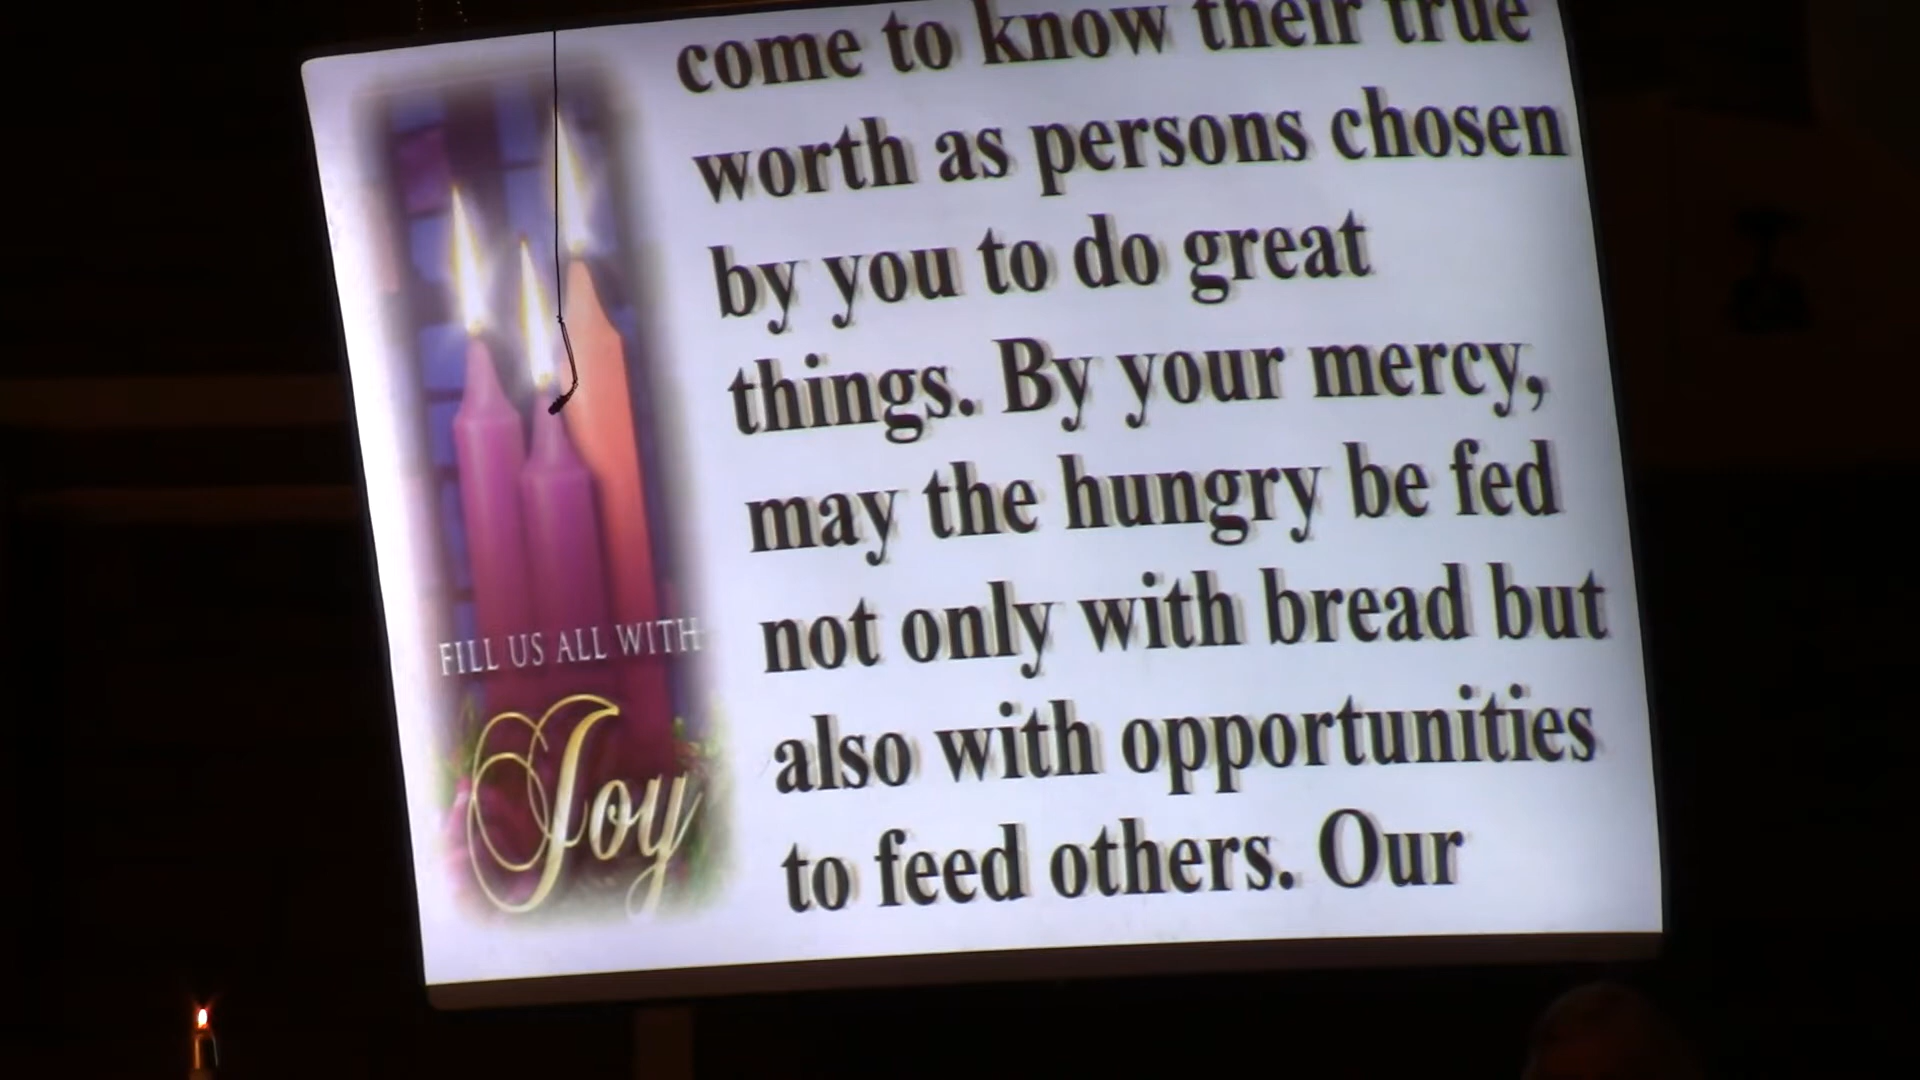 come to know their true
worth as persons chosen
by you to do great
things. By your mercy,
may the hungry be fed
not only with bread but
also with opportunities
to feed others. Our
FILL US ALL WITH
Joy